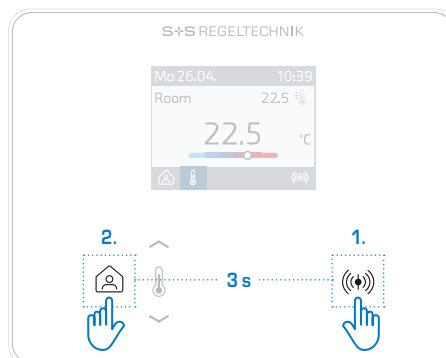 S+S REGELTECHNIK
Mo 26.04. 10:39
Room 22.5
22.5 °C
2. 1.
3 s